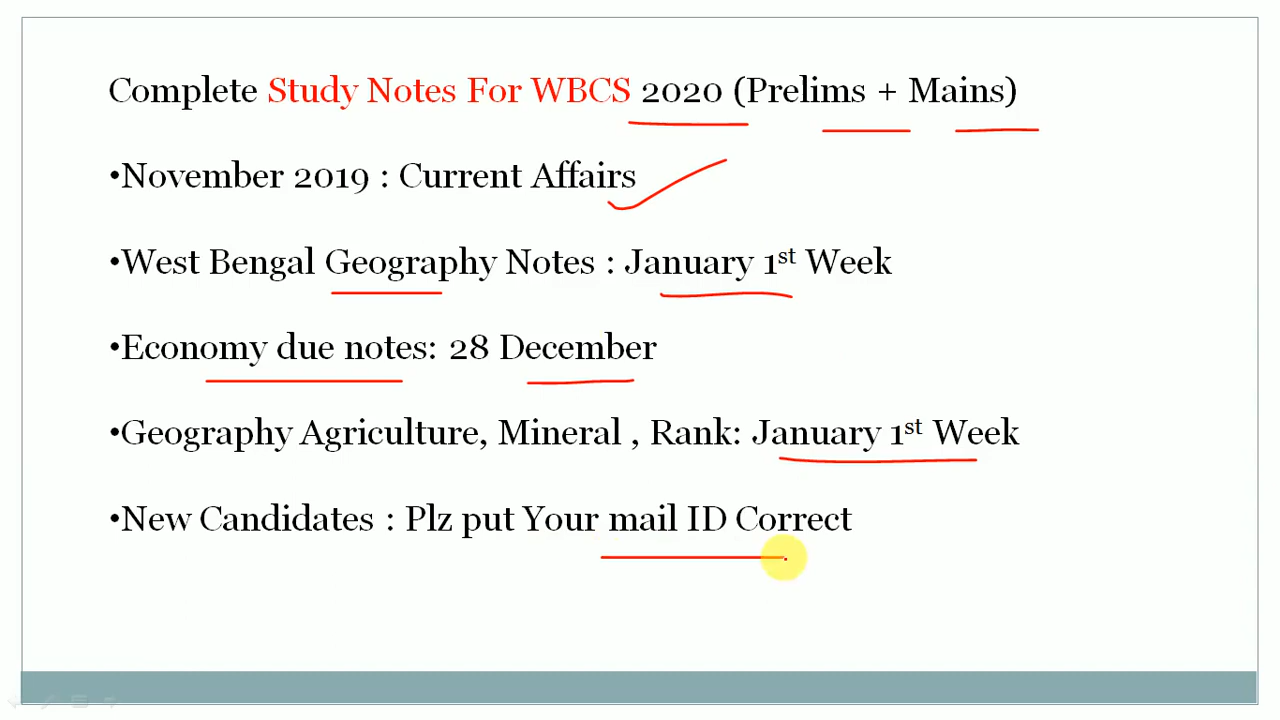 Complete Study Notes For WBCS 2020 (Prelims + Mains)
•November 2019 : Current Affairs
•West Bengal Geography Notes : January 1st Week
•Economy due notes: 28 December
•Geography Agriculture, Mineral , Rank: January 1st Week
•New Candidates : Plz put Your mail ID Correct